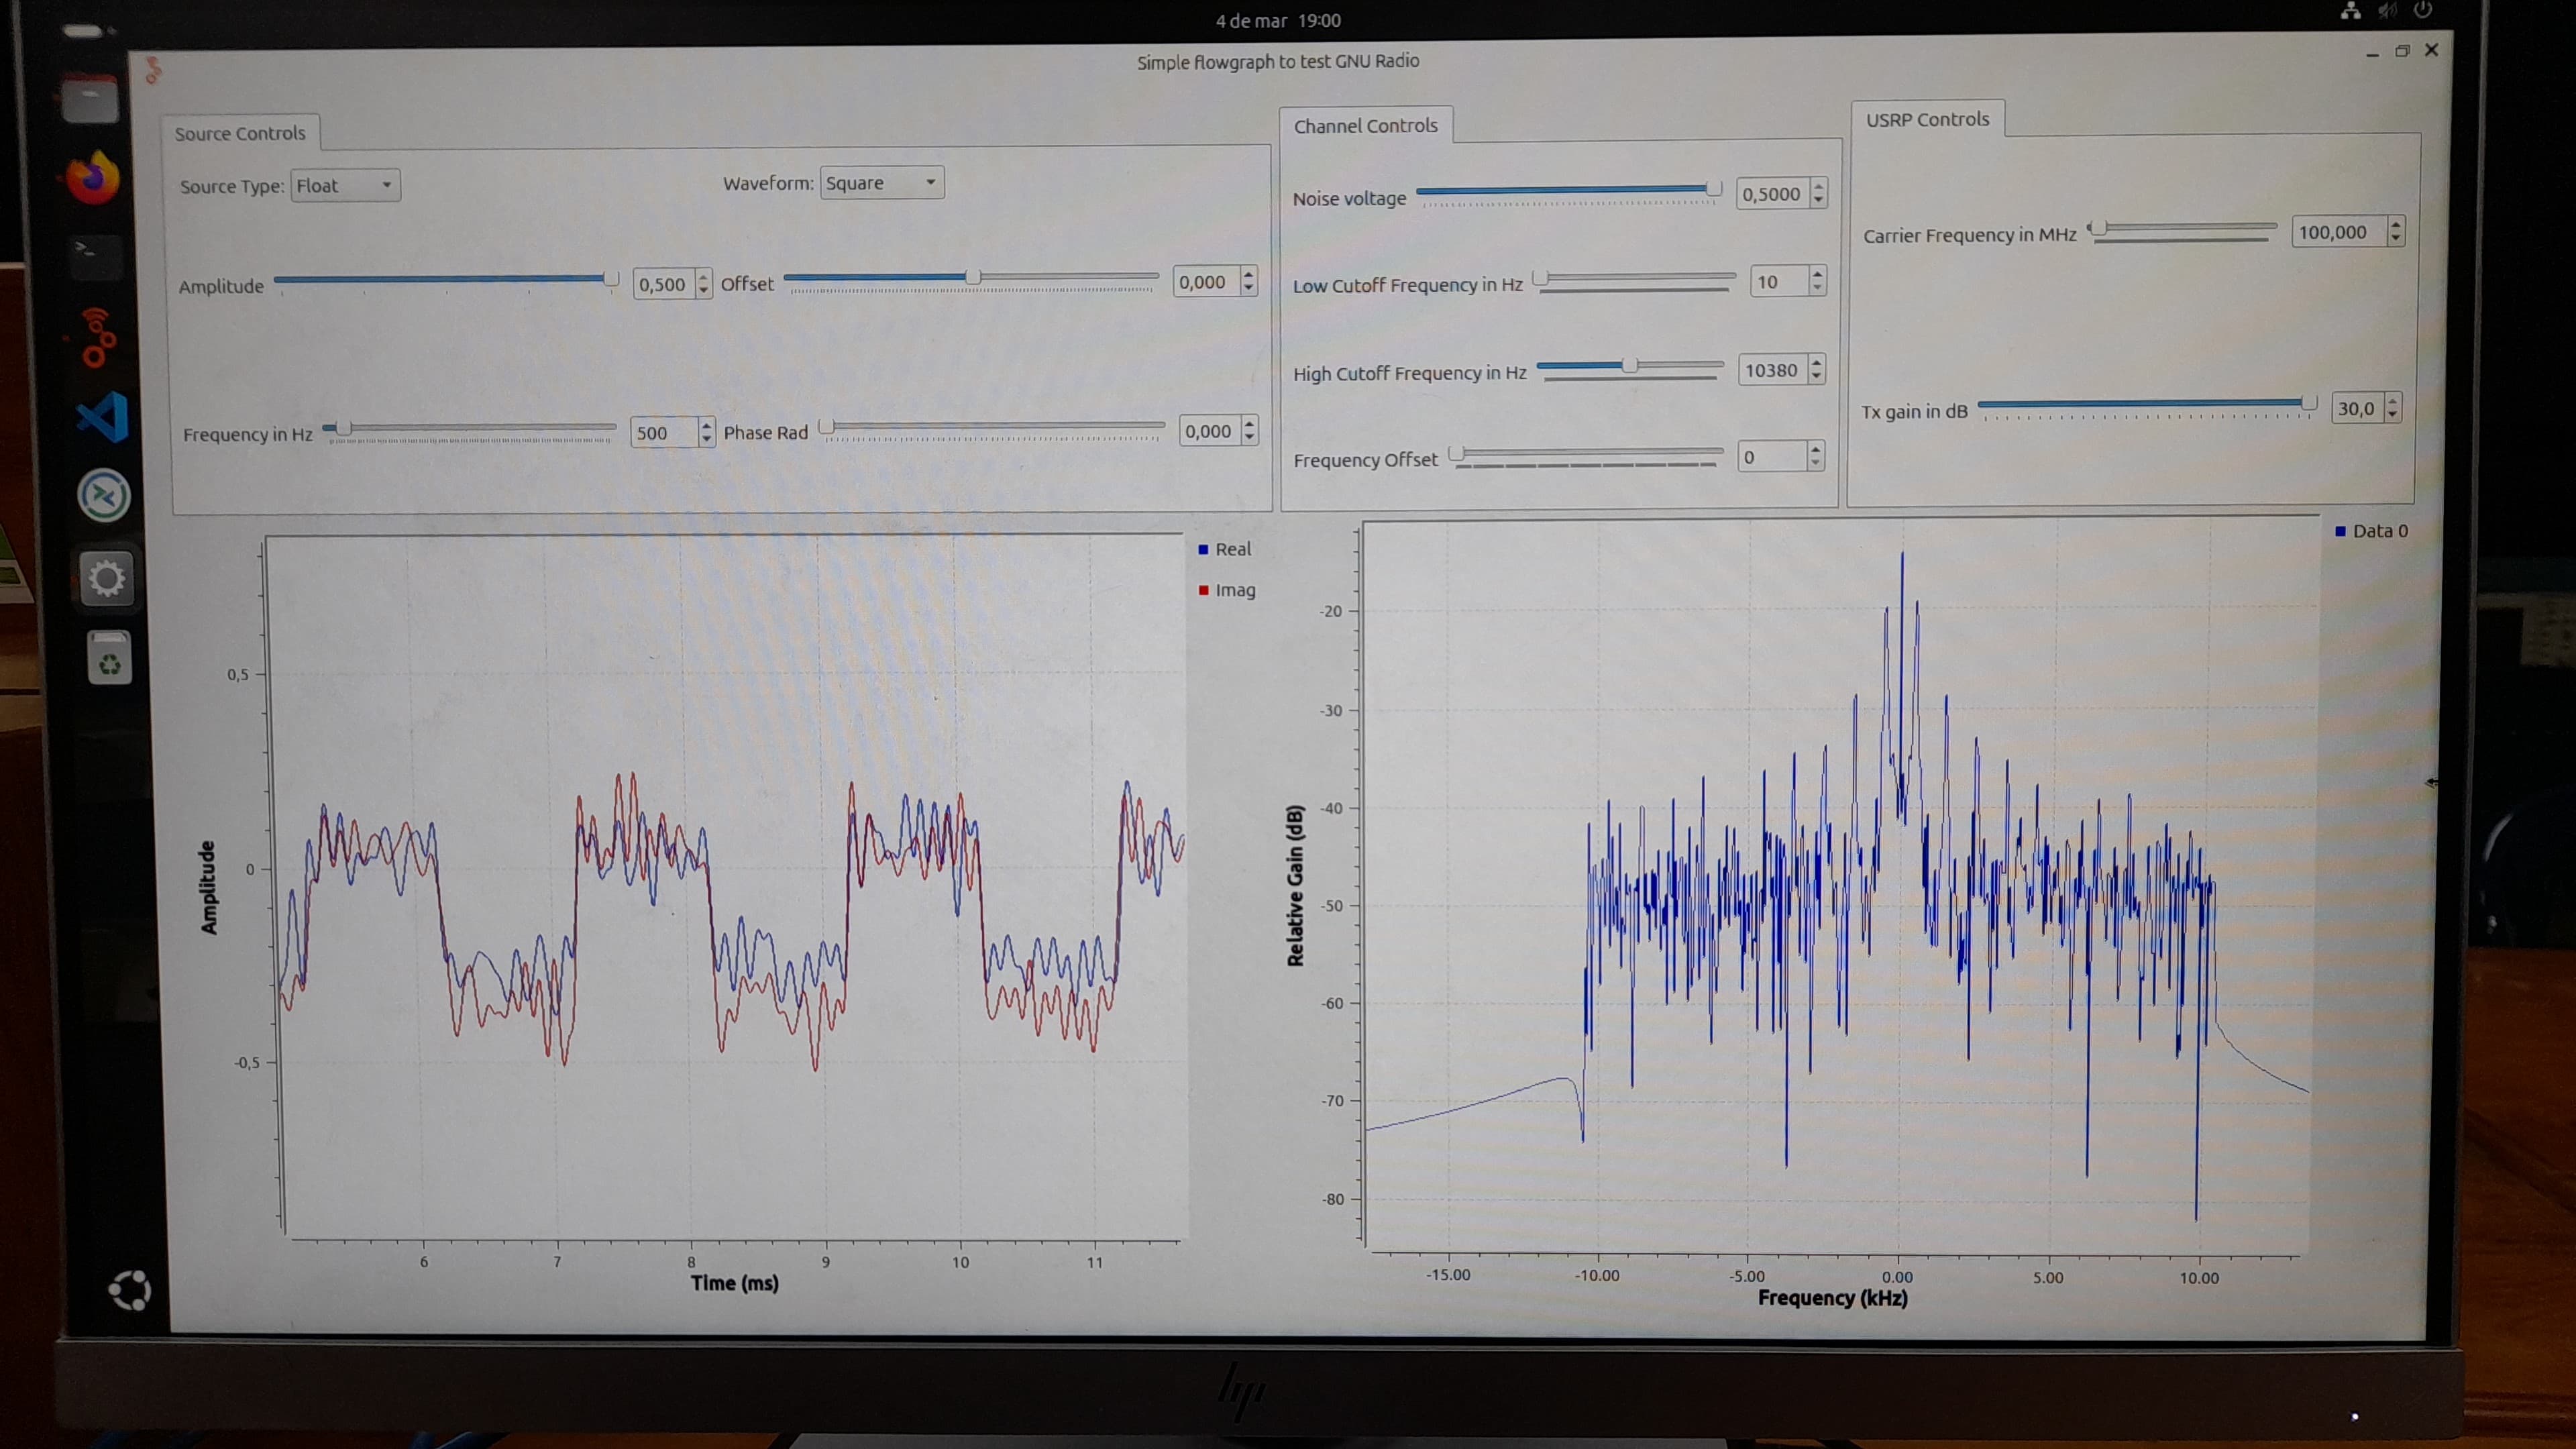 4 de mar 19:00
Simple flowgraph to test GNU Radio
Source Controls
Source Type: Float
Waveform: Square
Amplitude 0,500
Offset 0,000
Frequency in Hz 500
Phase Rad 0,000
Channel Controls
Noise voltage 0,5000
Low Cutoff Frequency in Hz 10
High Cutoff Frequency in Hz 10380
Frequency Offset 0
USRP Controls
Carrier Frequency in MHz 100,000
Tx gain in dB 30,0
Real
Imag
Amplitude
0,5
0
-0,5
6 7 8 9 10 11
Time (ms)
Data 0
Relative Gain (dB)
-20
-30
-40
-50
-60
-70
-80
-15.00 -10.00 -5.00 0.00 5.00 10.00
Frequency (kHz)
hp